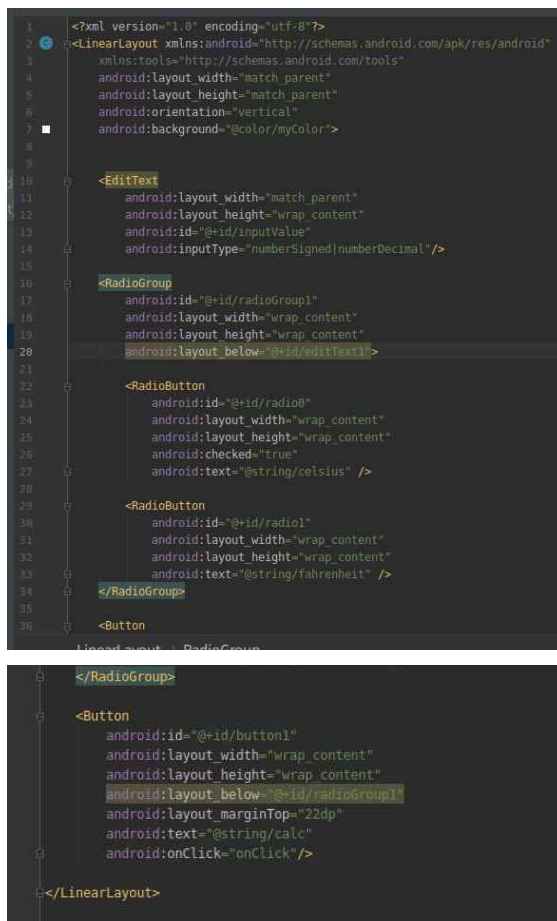 1 <?xml version="1.0" encoding="utf-8"?>
2 C <LinearLayout xmlns:android="http://schemas.android.com/apk/res/android"
3 xmlns:tools="http://schemas.android.com/tools"
4 android:layout_width="match_parent"
5 android:layout_height="match_parent"
6 android:orientation="vertical"
7 android:background="@color/myColor">
8
9
10 <EditText
11 android:layout_width="match_parent"
12 android:layout_height="wrap_content"
13 android:id="@+id/inputValue"
14 android:inputType="numberSigned|numberDecimal"/>
15
16 <RadioGroup
17 android:id="@+id/radioGroup1"
18 android:layout_width="wrap_content"
19 android:layout_height="wrap_content"
20 android:layout_below="@+id/editText1">
21
22 <RadioButton
23 android:id="@+id/radio0"
24 android:layout_width="wrap_content"
25 android:layout_height="wrap_content"
26 android:checked="true"
27 android:text="@string/celsius" />
28
29 <RadioButton
30 android:id="@+id/radio1"
31 android:layout_width="wrap_content"
32 android:layout_height="wrap_content"
33 android:text="@string/fahrenheit" />
34 </RadioGroup>
35
36 <Button
LinearLayout RadioGroup
</RadioGroup>
<Button
android:id="@+id/button1"
android:layout_width="wrap_content"
android:layout_height="wrap_content"
android:layout_below="@+id/radioGroup1"
android:layout_marginTop="22dp"
android:text="@string/calc"
android:onClick="onClick"/>
</LinearLayout>